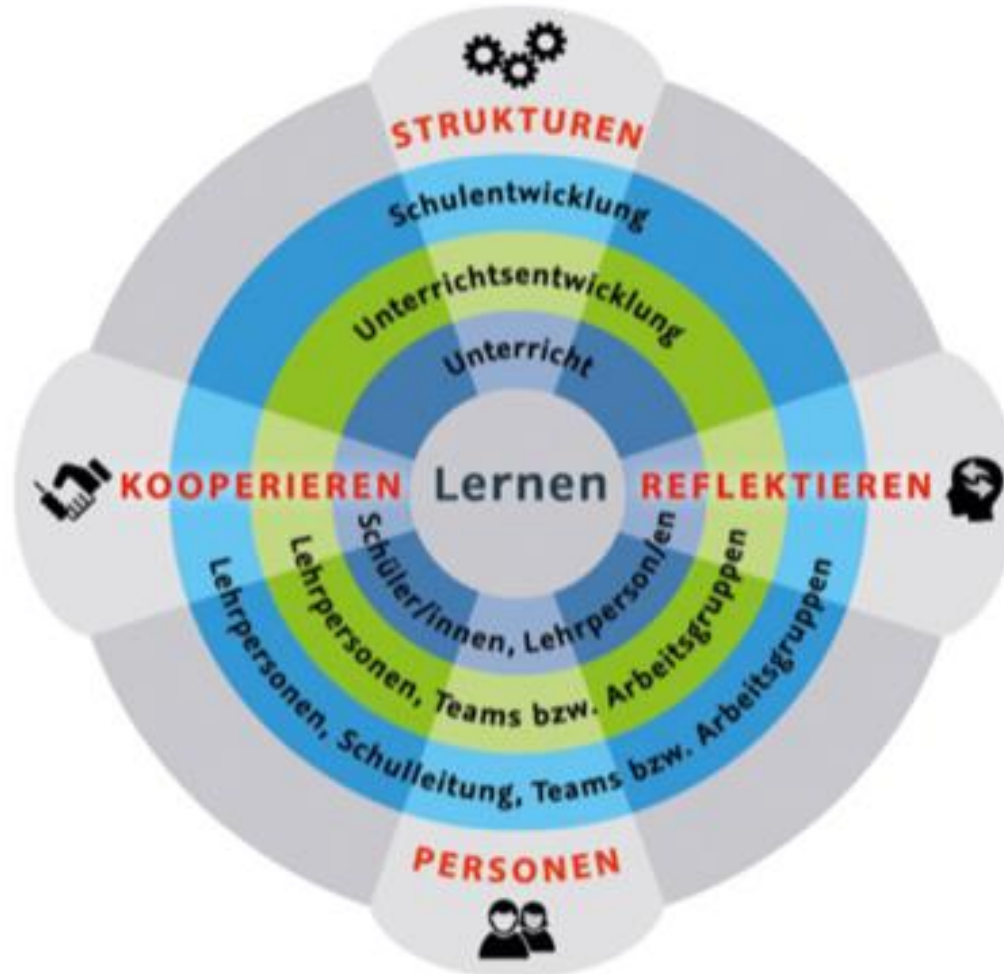 STRUKTUREN
Schulentwicklung
Unterrichtsentwicklung
Unterricht
KOOPERIEREN
Lernen
REFLEKTIEREN
Schüler/innen, Lehrperson/en
Lehrpersonen, Teams bzw. Arbeitsgruppen
Lehrpersonen, Schulleitung, Teams bzw. Arbeitsgruppen
PERSONEN